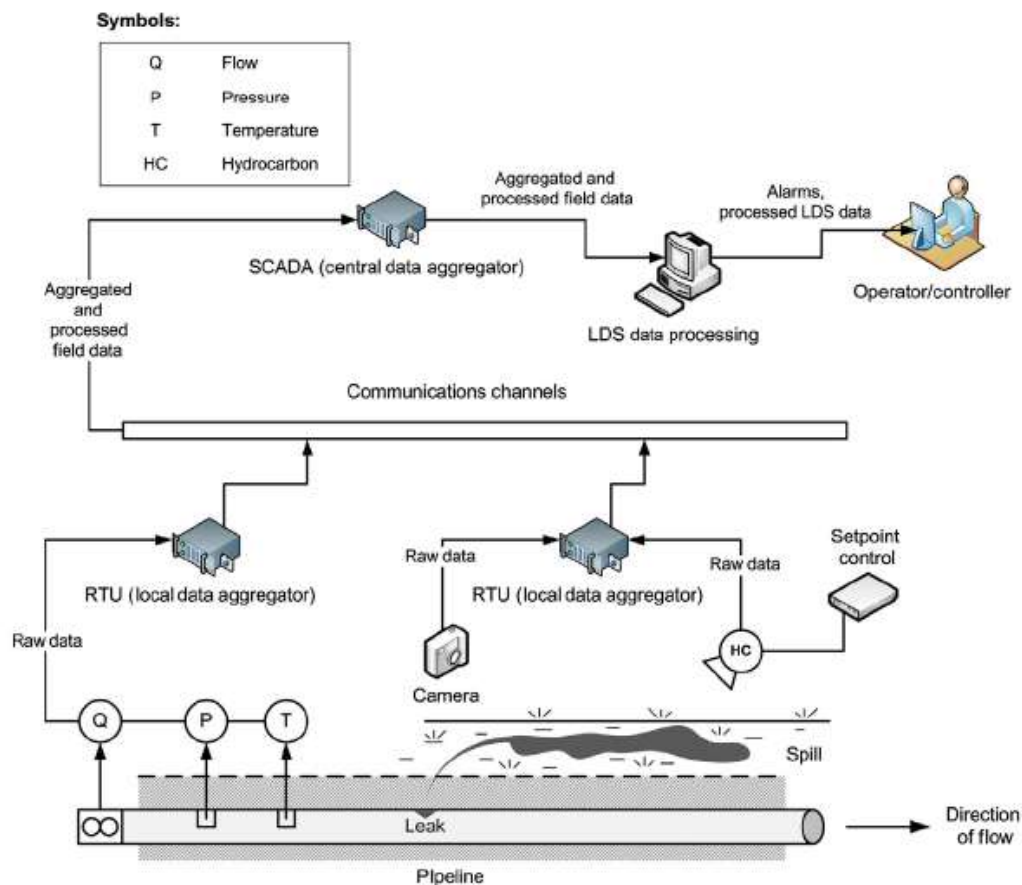 Symbols:
Q Flow
P Pressure
T Temperature
HC Hydrocarbon
Aggregated and
processed field data
Alarms,
processed LDS data
SCADA (central data aggregator)
LDS data processing
Operator/controller
Aggregated
and
processed
field data
Communications channels
Raw data
RTU (local data aggregator)
Raw data
RTU (local data aggregator)
Raw data
Setpoint
control
HC
Camera
Q
P
T
Spill
Leak
Direction
of flow
Pipeline